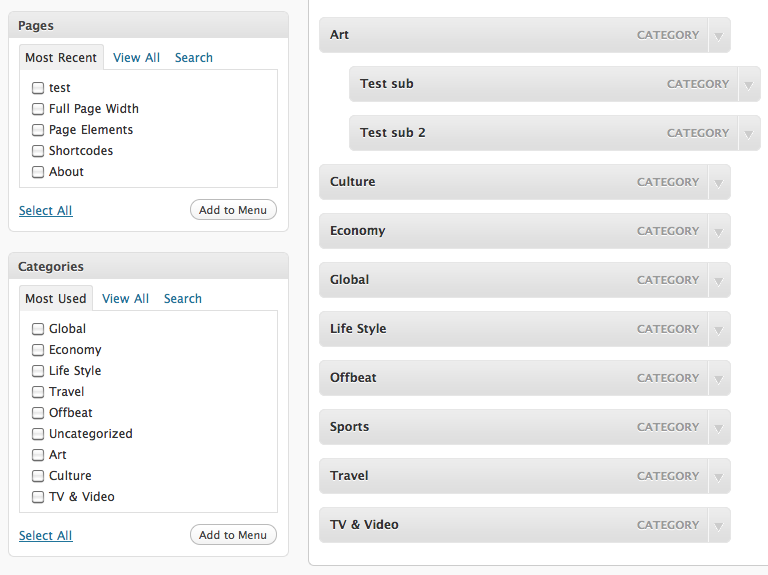 Pages
Most Recent View All Search
test
Full Page Width
Page Elements
Shortcodes
About
Select All Add to Menu
Categories
Most Used View All Search
Global
Economy
Life Style
Travel
Offbeat
Uncategorized
Art
Culture
TV & Video
Select All Add to Menu
Art CATEGORY
Test sub CATEGORY
Test sub 2 CATEGORY
Culture CATEGORY
Economy CATEGORY
Global CATEGORY
Life Style CATEGORY
Offbeat CATEGORY
Sports CATEGORY
Travel CATEGORY
TV & Video CATEGORY